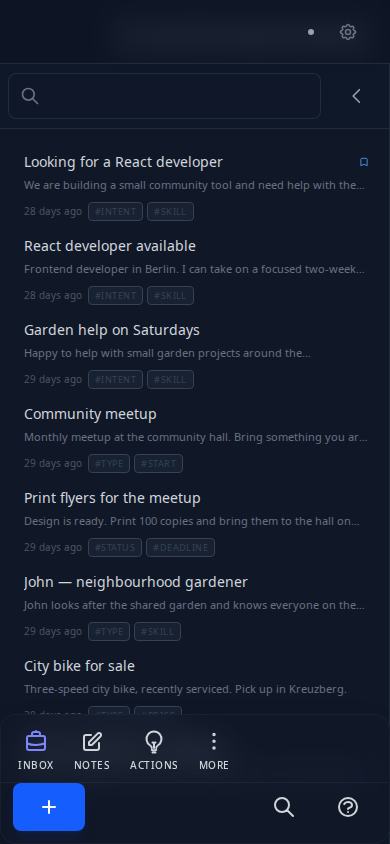 Looking for a React developer
We are building a small community tool and need help with the...
28 days ago #INTENT #SKILL
React developer available
Frontend developer in Berlin. I can take on a focused two-week...
28 days ago #INTENT #SKILL
Garden help on Saturdays
Happy to help with small garden projects around the...
29 days ago #INTENT #SKILL
Community meetup
Monthly meetup at the community hall. Bring something you ar...
29 days ago #TYPE #START
Print flyers for the meetup
Design is ready. Print 100 copies and bring them to the hall on...
29 days ago #STATUS #DEADLINE
John — neighbourhood gardener
John looks after the shared garden and knows everyone on the...
29 days ago #TYPE #SKILL
City bike for sale
Three-speed city bike, recently serviced. Pick up in Kreuzberg.
INBOX NOTES ACTIONS MORE